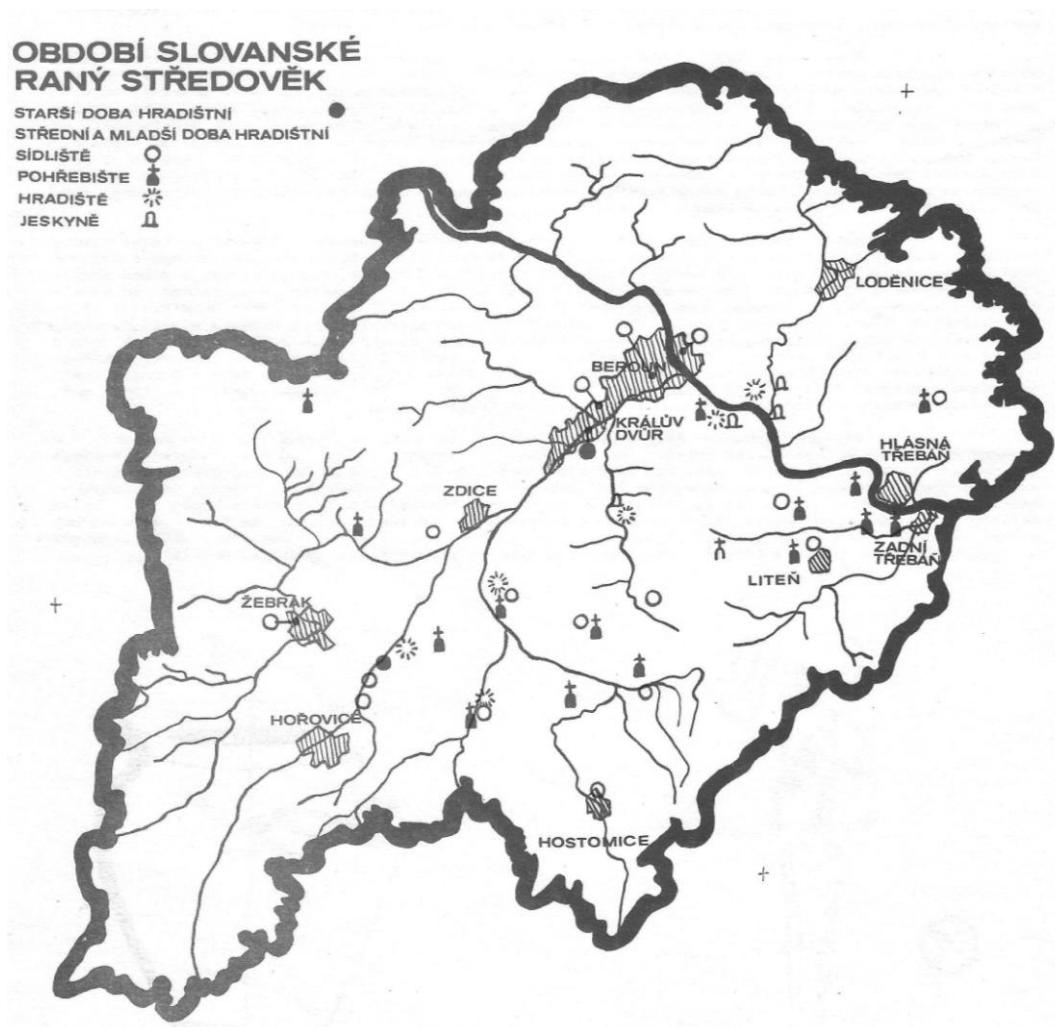 OBDOBÍ SLOVANSKÉ
RANÝ STŘEDOVĚK
STARŠÍ DOBA HRADIŠTNÍ
STŘEDNÍ A MLADŠÍ DOBA HRADIŠTNÍ
SÍDLIŠTĚ
POHŘEBIŠTE
HRADIŠTĚ
JESKYNĚ
LODĚNICE
BEROUN
KRÁLŮV
DVŮR
HLÁSNÁ
TŘEBAŇ
ZDICE
ZADNÍ
TŘEBAŇ
LITEŇ
ŽEBRÁK
HOŘOVICE
HOSTOMICE